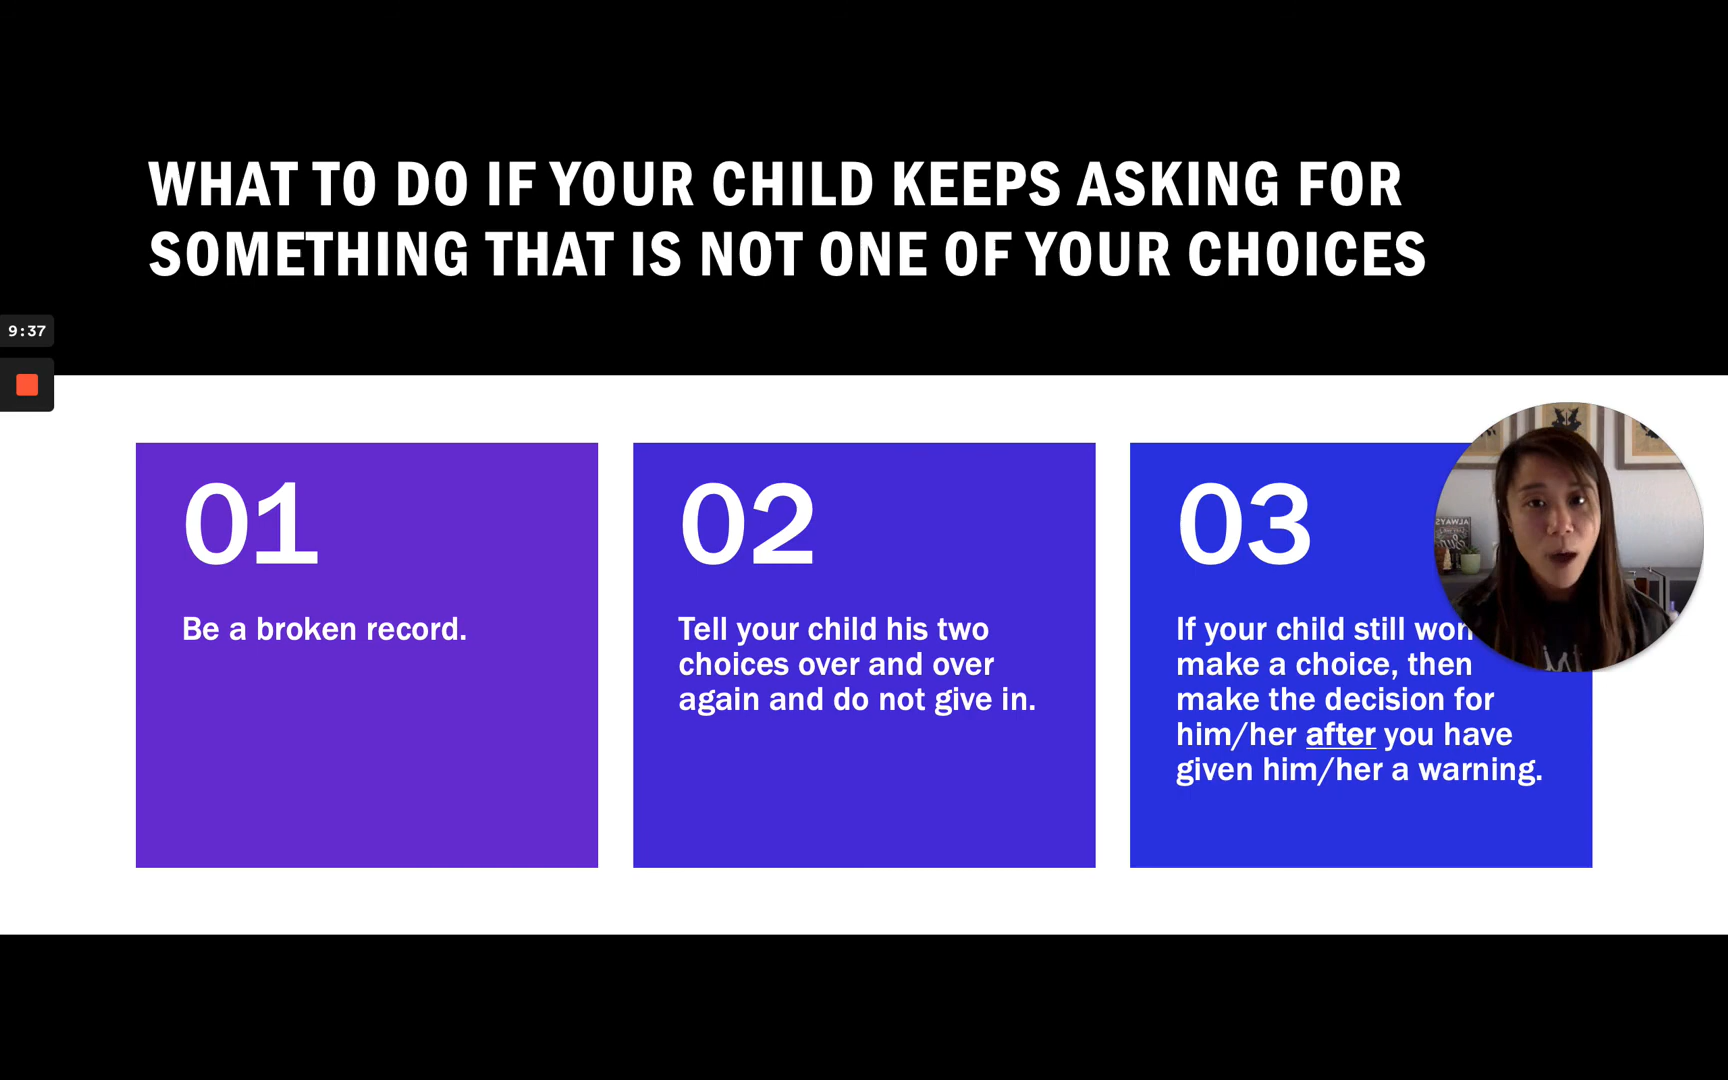 WHAT TO DO IF YOUR CHILD KEEPS ASKING FOR
SOMETHING THAT IS NOT ONE OF YOUR CHOICES
9:37
01
Be a broken record.
02
Tell your child his two
choices over and over
again and do not give in.
03
If your child still
make a choice, then
make the decision for
him/her after you have
given him/her a warning.
ALWAYS